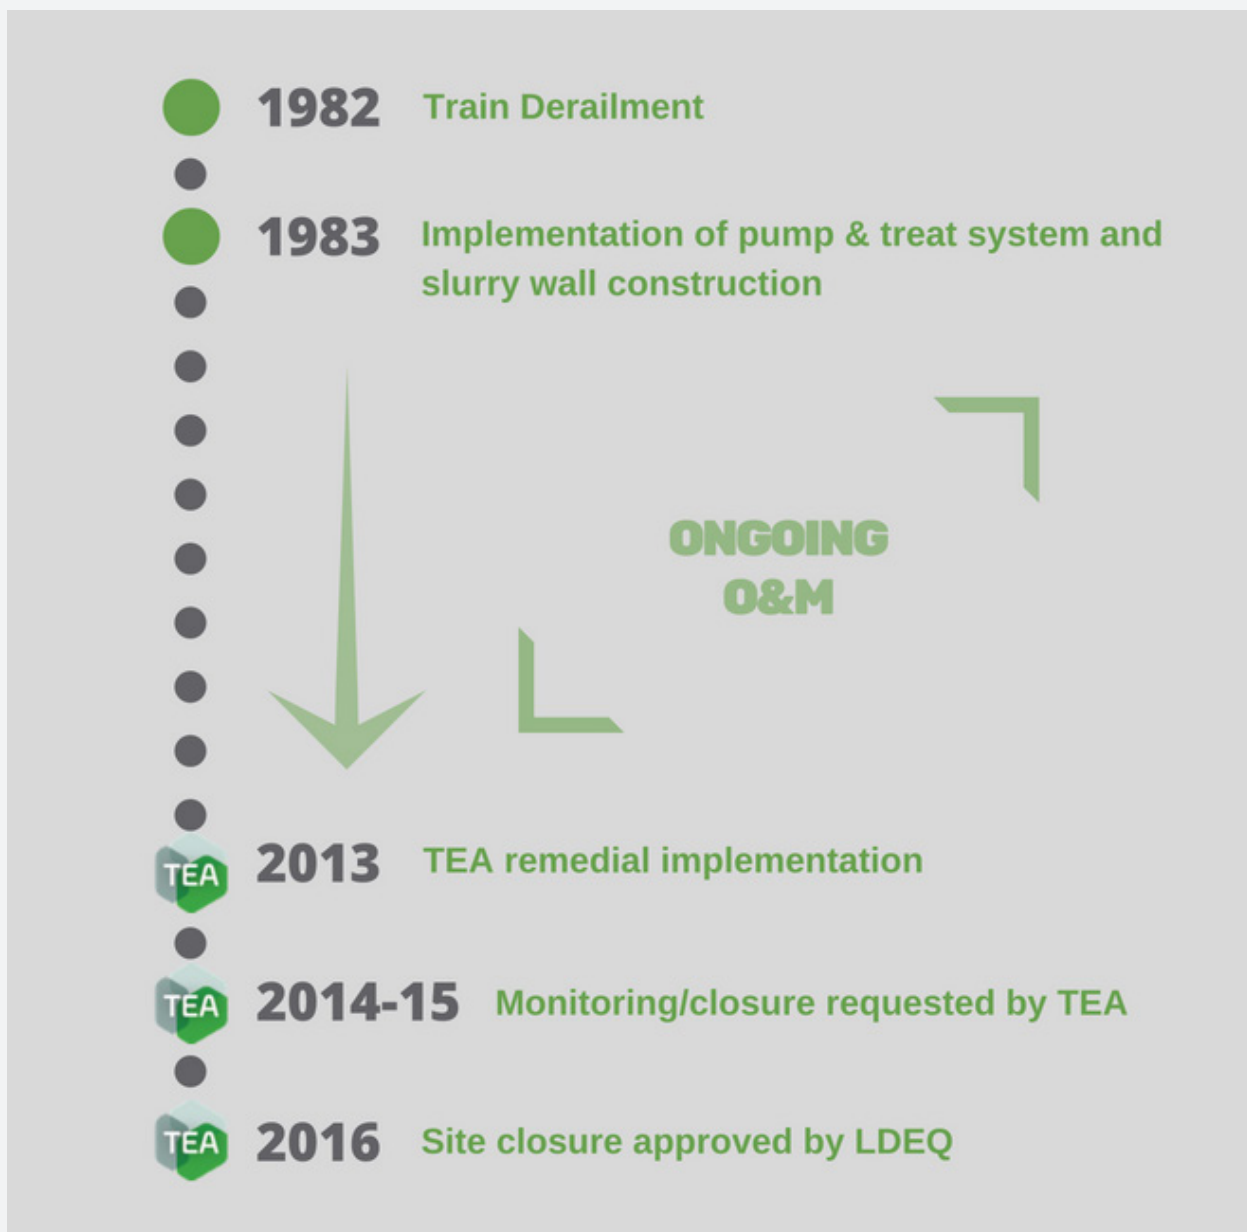 1982 Train Derailment
1983 Implementation of pump & treat system and
slurry wall construction
ONGOING
O&M
TEA 2013 TEA remedial implementation
TEA 2014-15 Monitoring/closure requested by TEA
TEA 2016 Site closure approved by LDEQ